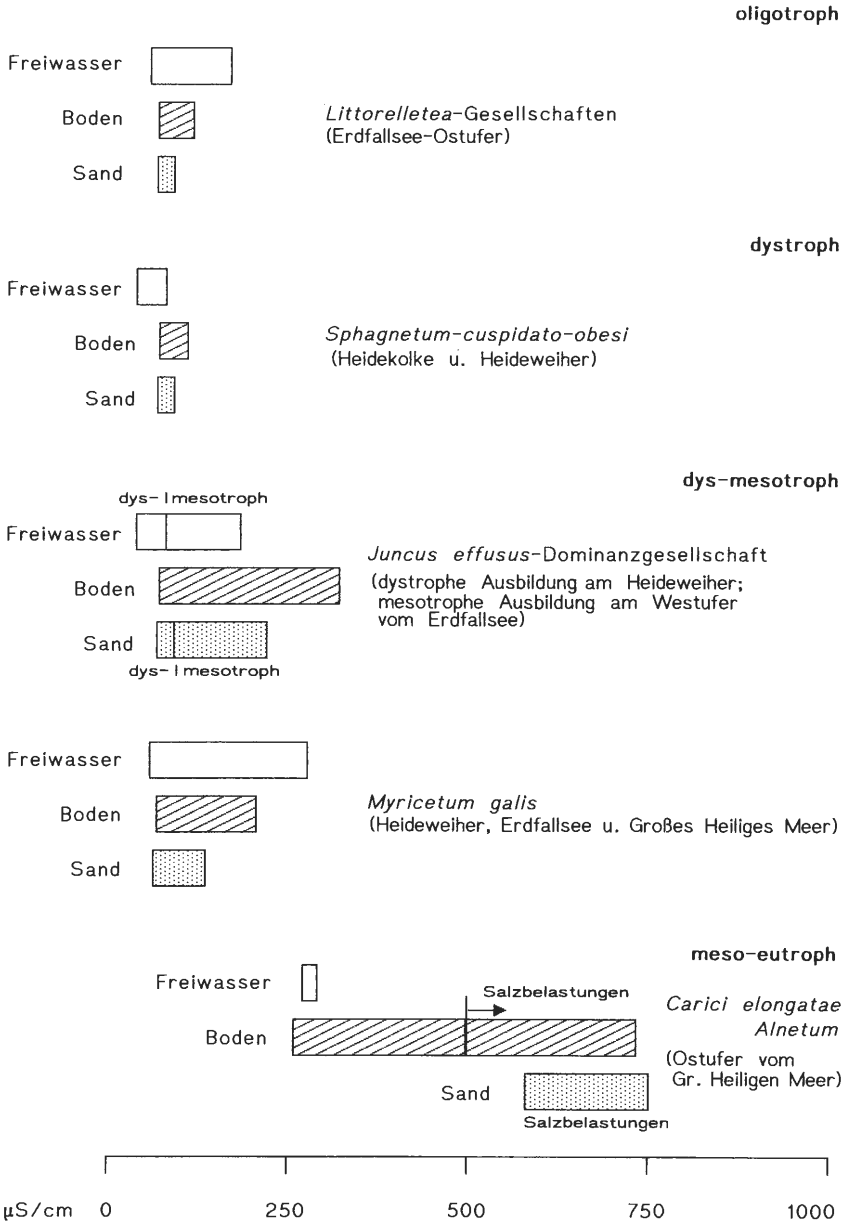 oligotroph
Freiwasser
Boden
Littorelletea-Gesellschaften
(Erdfallsee-Ostufer)
Sand
dystroph
Freiwasser
Boden
Sphagnetum-cuspidato-obesi
(Heidekolke u. Heideweiher)
Sand
dys-mesotroph
dys- mesotroph
Freiwasser
Juncus effusus-Dominanzgesellschaft
Boden
(dystrophe Ausbildung am Heideweiher;
mesotrophe Ausbildung am Westufer
vom Erdfallsee)
Sand
dys- mesotroph
Freiwasser
Boden
Myricetum galis
(Heideweiher, Erdfallsee u. Großes Heiliges Meer)
Sand
meso-eutroph
Freiwasser
Salzbelastungen
Carici elongatae
Alnetum
Boden
(Ostufer vom
Gr. Heiligen Meer)
Sand
Salzbelastungen
µS/cm 0 250 500 750 1000